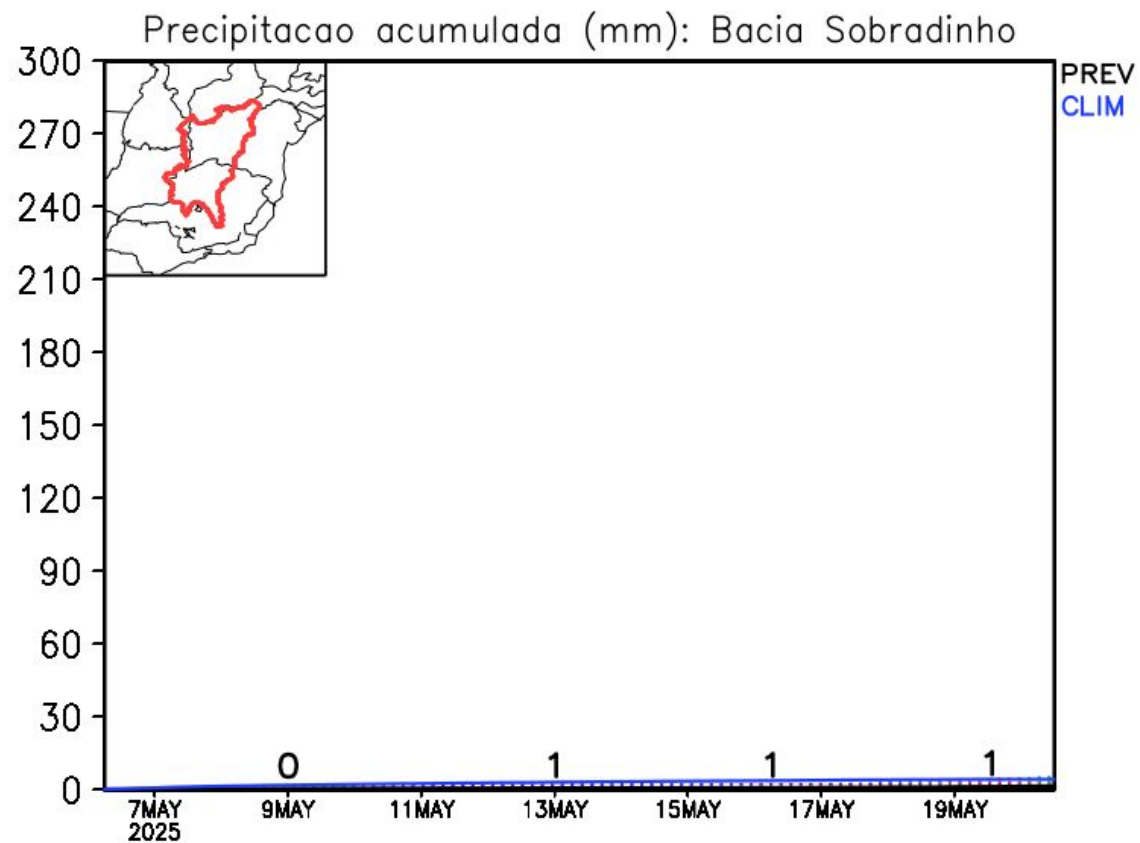 Precipitacao acumulada (mm): Bacia Sobradinho
PREV
CLIM
300
270
240
210
180
150
120
90
60
30
0
0 1 1 1
7MAY 9MAY 11MAY 13MAY 15MAY 17MAY 19MAY
2025